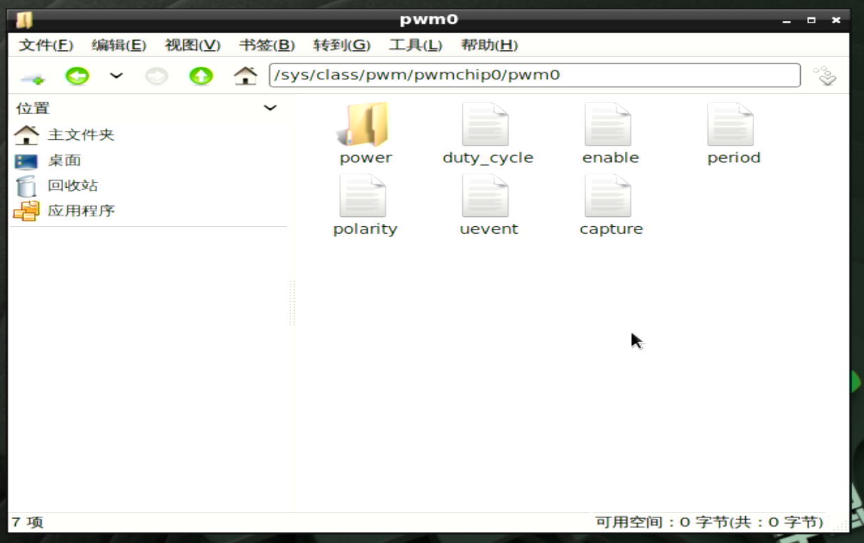 pwm0
文件(F) 编辑(E) 视图(V) 书签(B) 转到(G) 工具(L) 帮助(H)
/sys/class/pwm/pwmchip0/pwm0
位置
主文件夹
桌面
回收站
应用程序
power duty_cycle enable period
polarity uevent capture
7 项
可用空间：0 字节(共：0 字节)